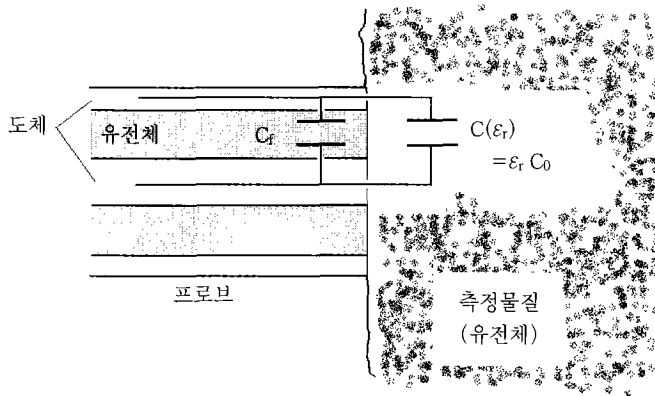 도체
유전체
C_f
C(ε_r)
=ε_r C_0
프로브
측정물질
(유전체)